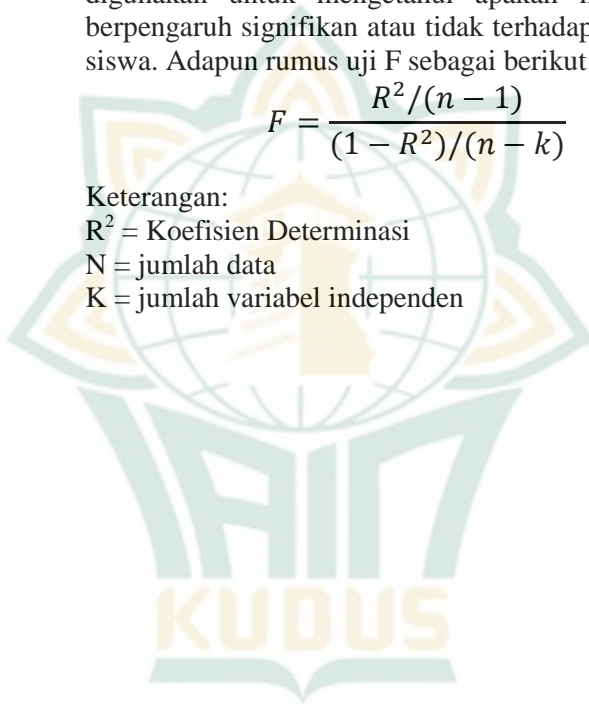 berpengaruh signifikan atau tidak terhadap
siswa. Adapun rumus uji F sebagai berikut
F = R²/(n − 1) / (1 − R²)/(n − k)
Keterangan:
R² = Koefisien Determinasi
N = jumlah data
K = jumlah variabel independen
IAIN
KUDUS